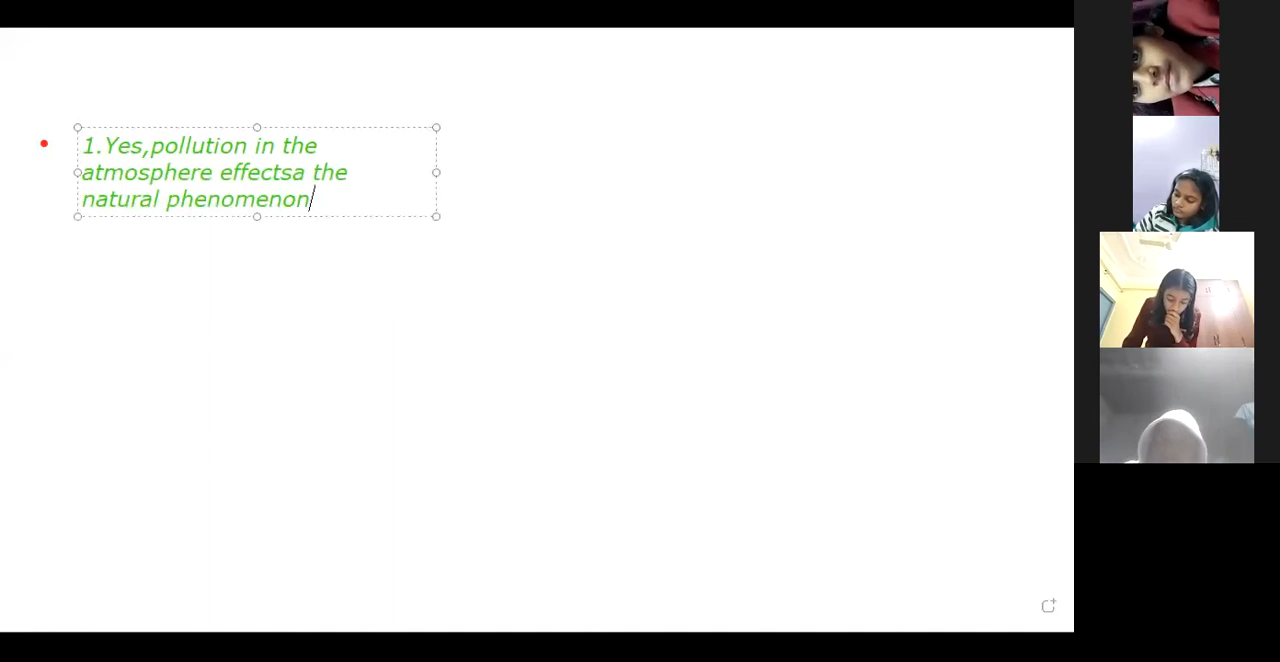 1.Yes,pollution in the
atmosphere effectsa the
natural phenomenon